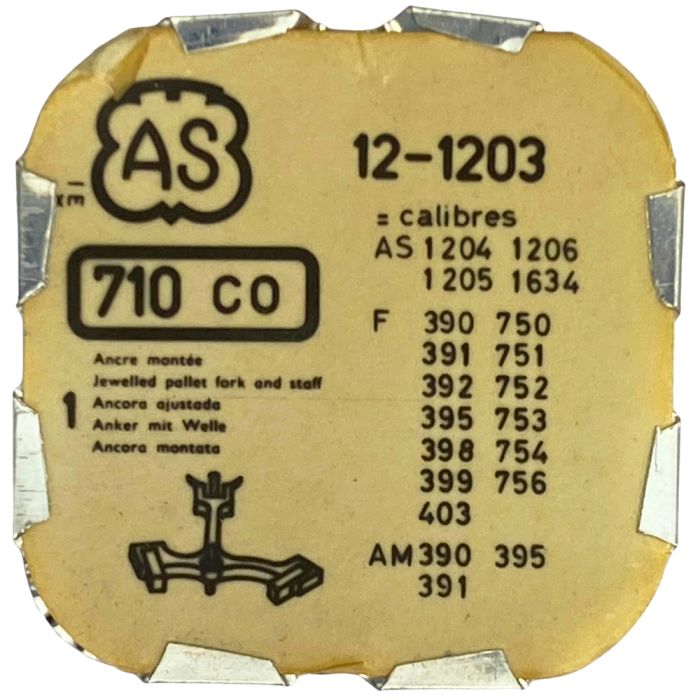 AS
12-1203
= calibres
AS 1204 1206
1205 1634
710 CO
F 390 750
391 751
392 752
395 753
398 754
399 756
403
AM 390 395
391
Ancre montée
Jewelled pallet fork and staff
1 Ancora ajustada
Anker mit Welle
Ancora montata